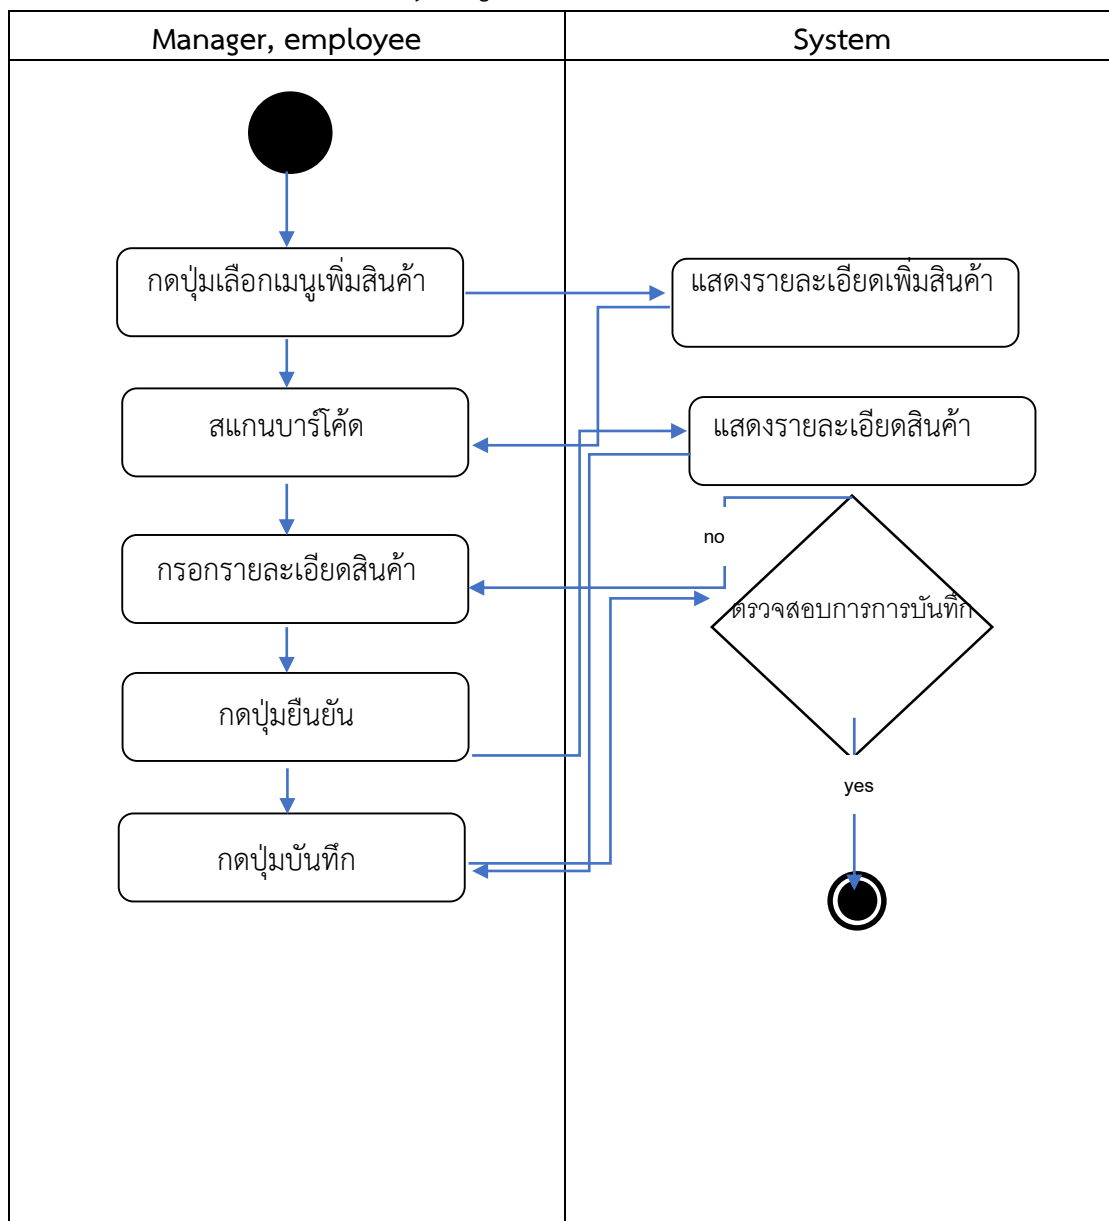 Manager, employee
System
กดปุ่มเลือกเมนูเพิ่มสินค้า
แสดงรายละเอียดเพิ่มสินค้า
สแกนบาร์โค้ด
แสดงรายละเอียดสินค้า
no
กรอกรายละเอียดสินค้า
ตรวจสอบการการบันทึก
กดปุ่มยืนยัน
yes
กดปุ่มบันทึก